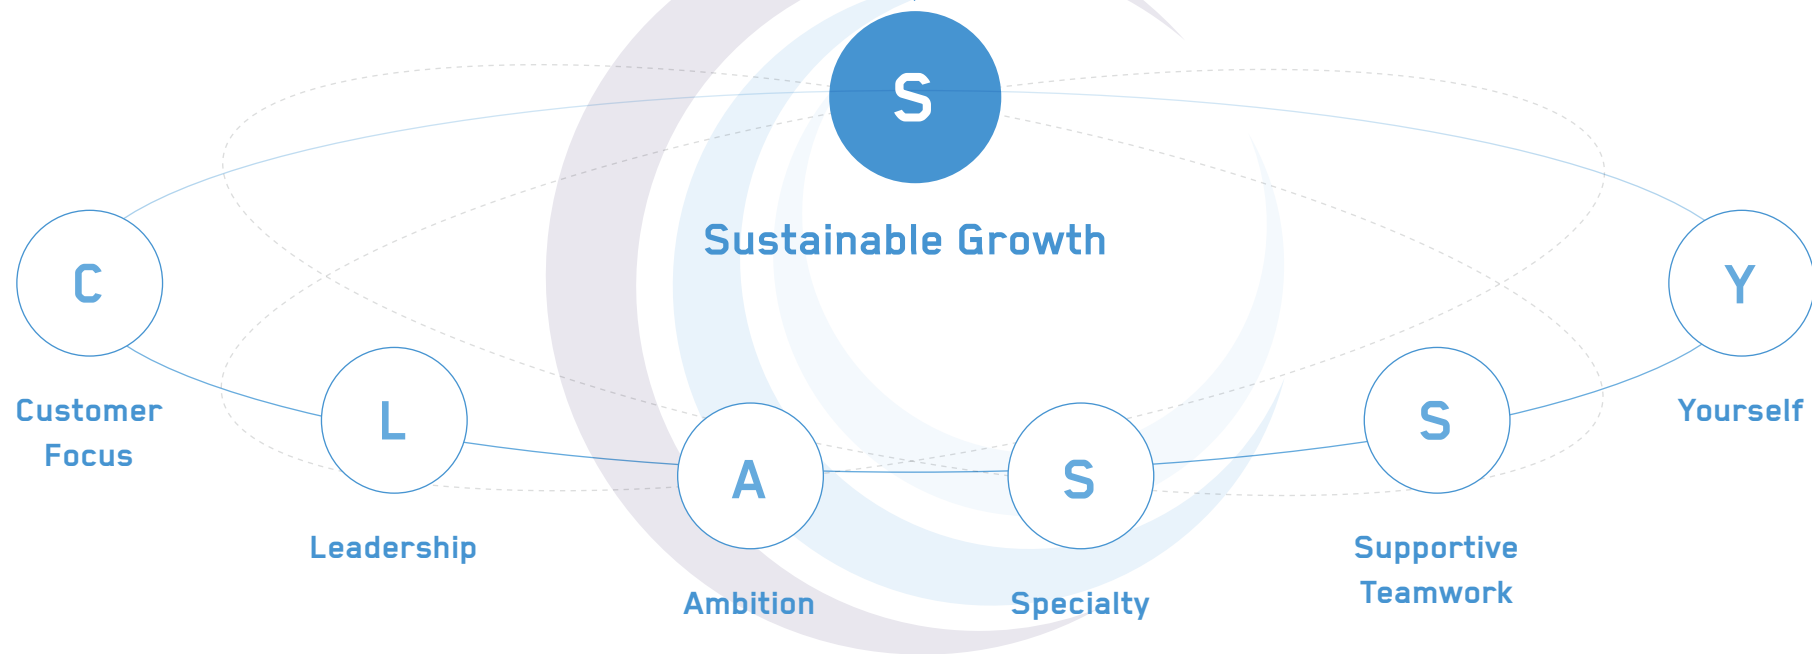 S
Sustainable Growth
C
Customer
Focus
L
Leadership
A
Ambition
S
Specialty
S
Supportive
Teamwork
Y
Yourself